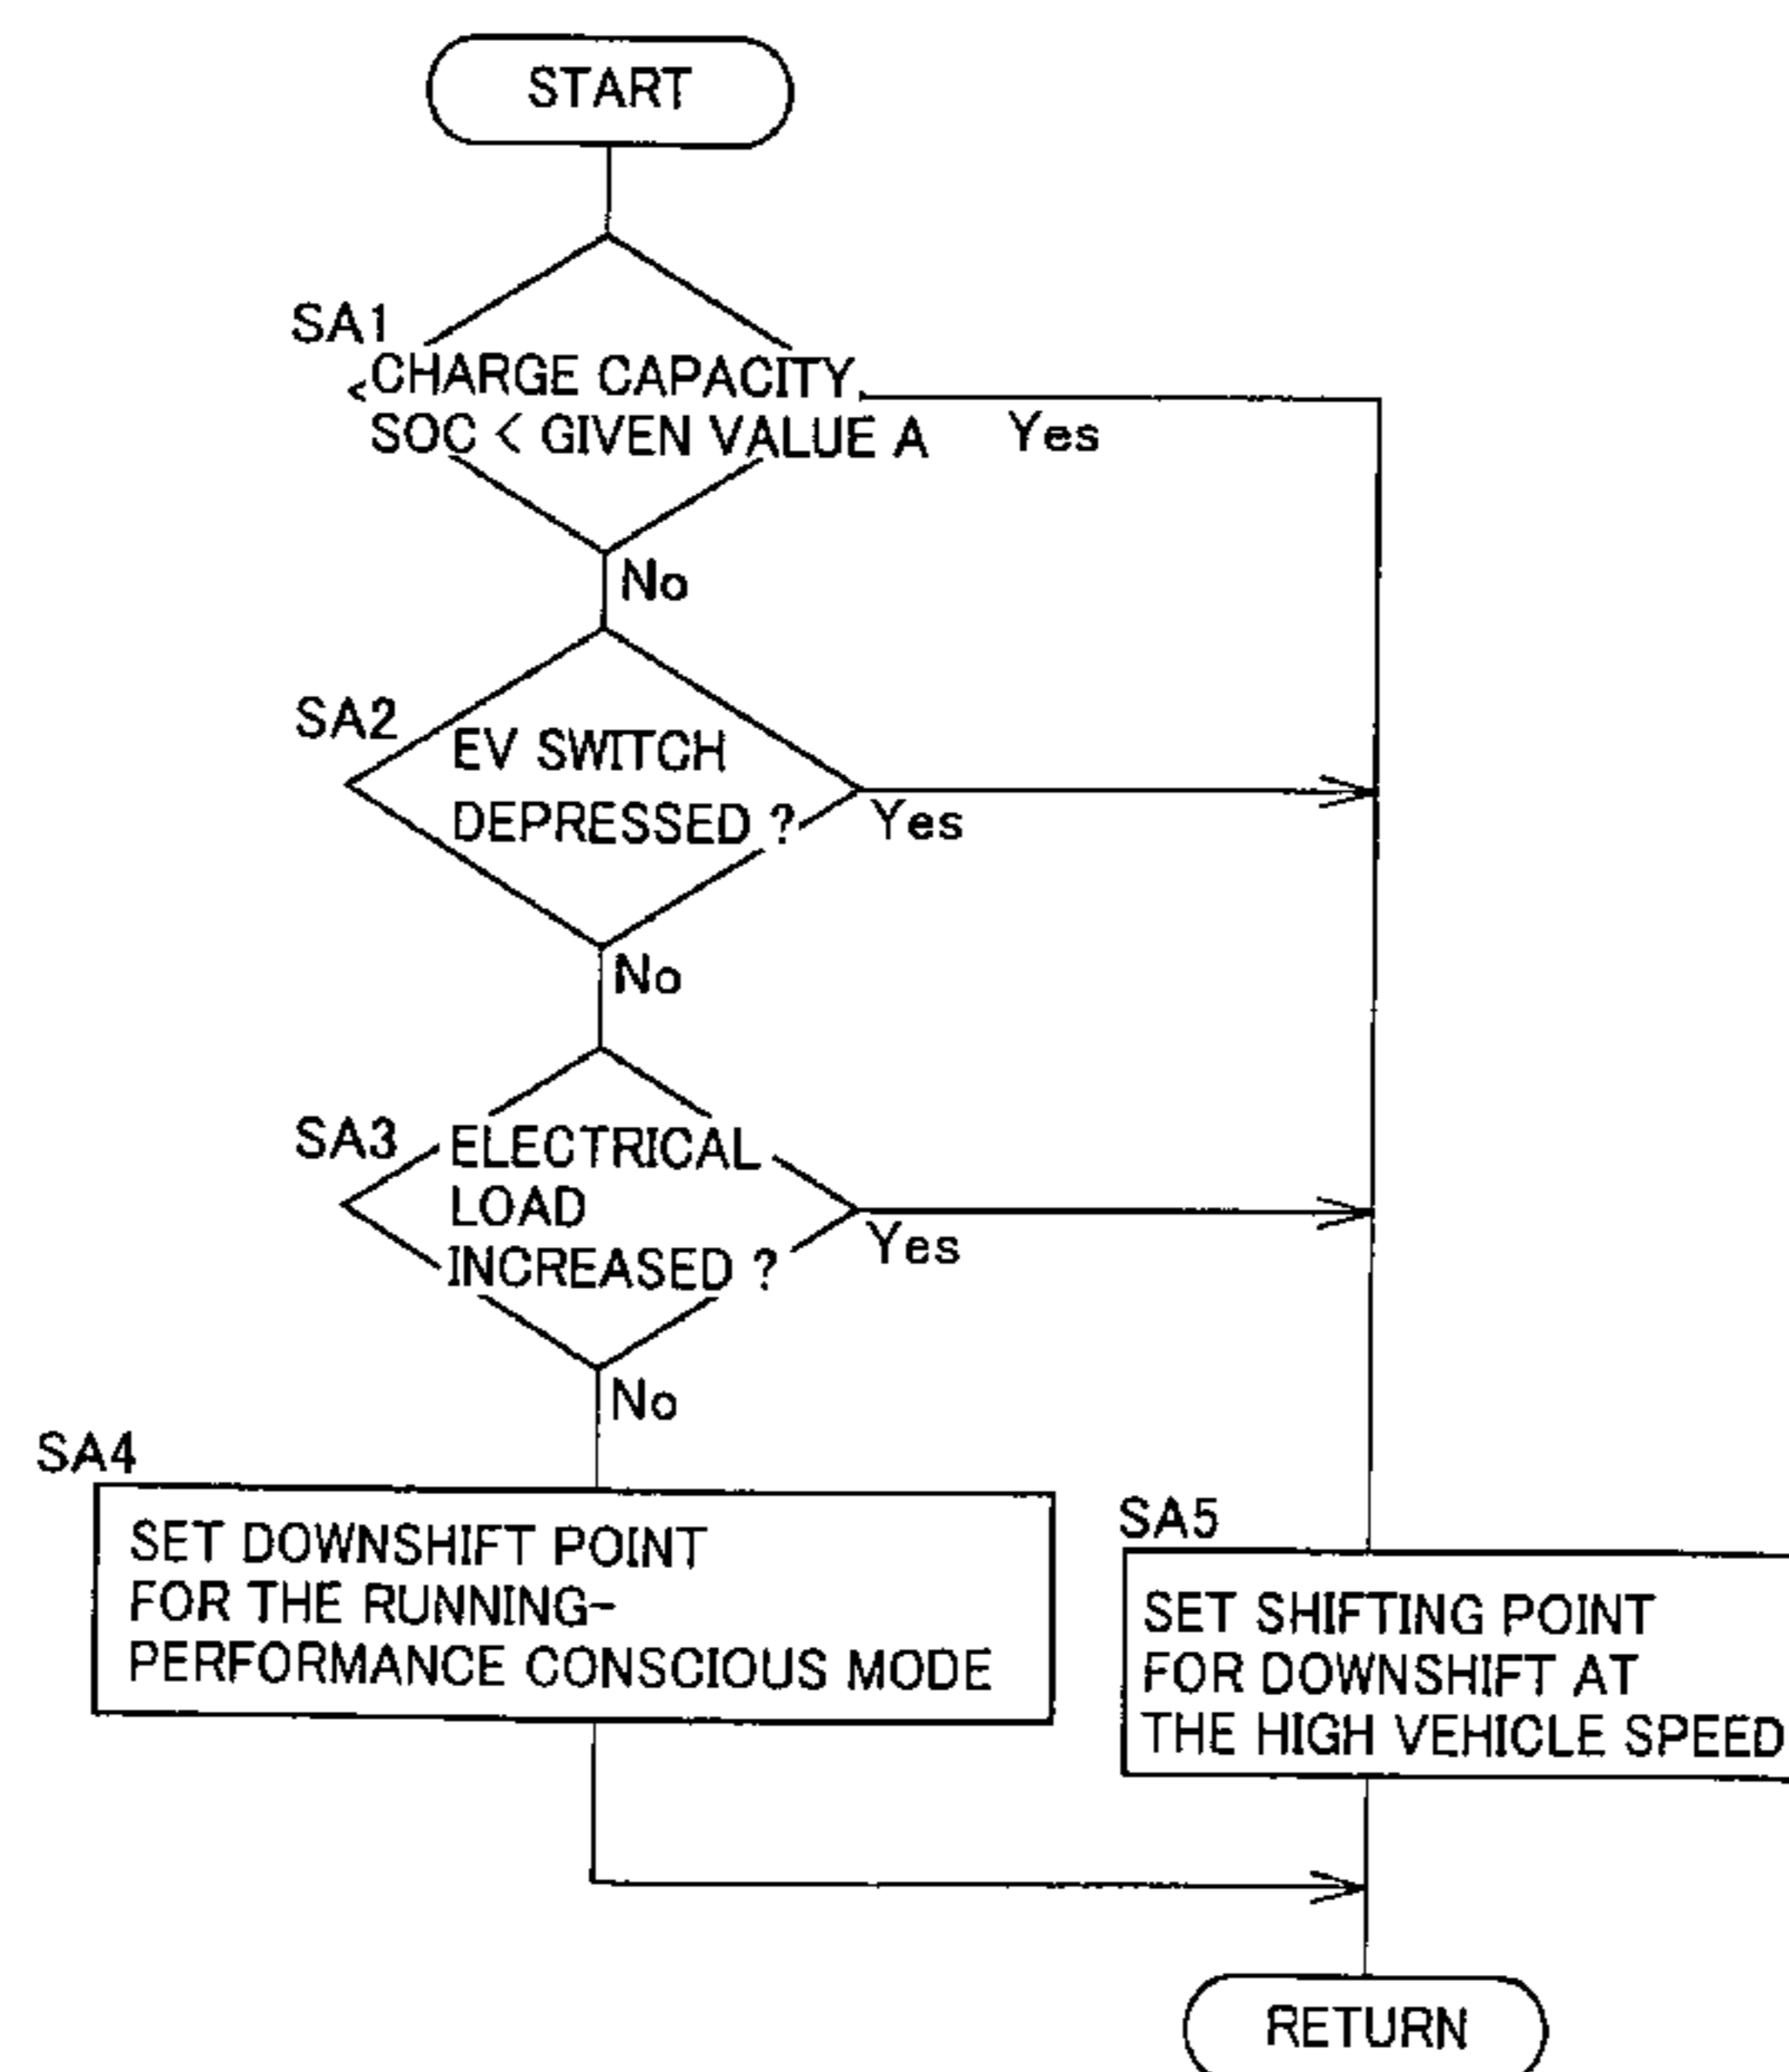 START
SA1
CHARGE CAPACITY
SOC < GIVEN VALUE A
Yes
No
SA2
EV SWITCH
DEPRESSED ?
Yes
No
SA3
ELECTRICAL
LOAD
INCREASED ?
Yes
No
SA4
SET DOWNSHIFT POINT
FOR THE RUNNING-
PERFORMANCE CONSCIOUS MODE
SA5
SET SHIFTING POINT
FOR DOWNSHIFT AT
THE HIGH VEHICLE SPEED
RETURN